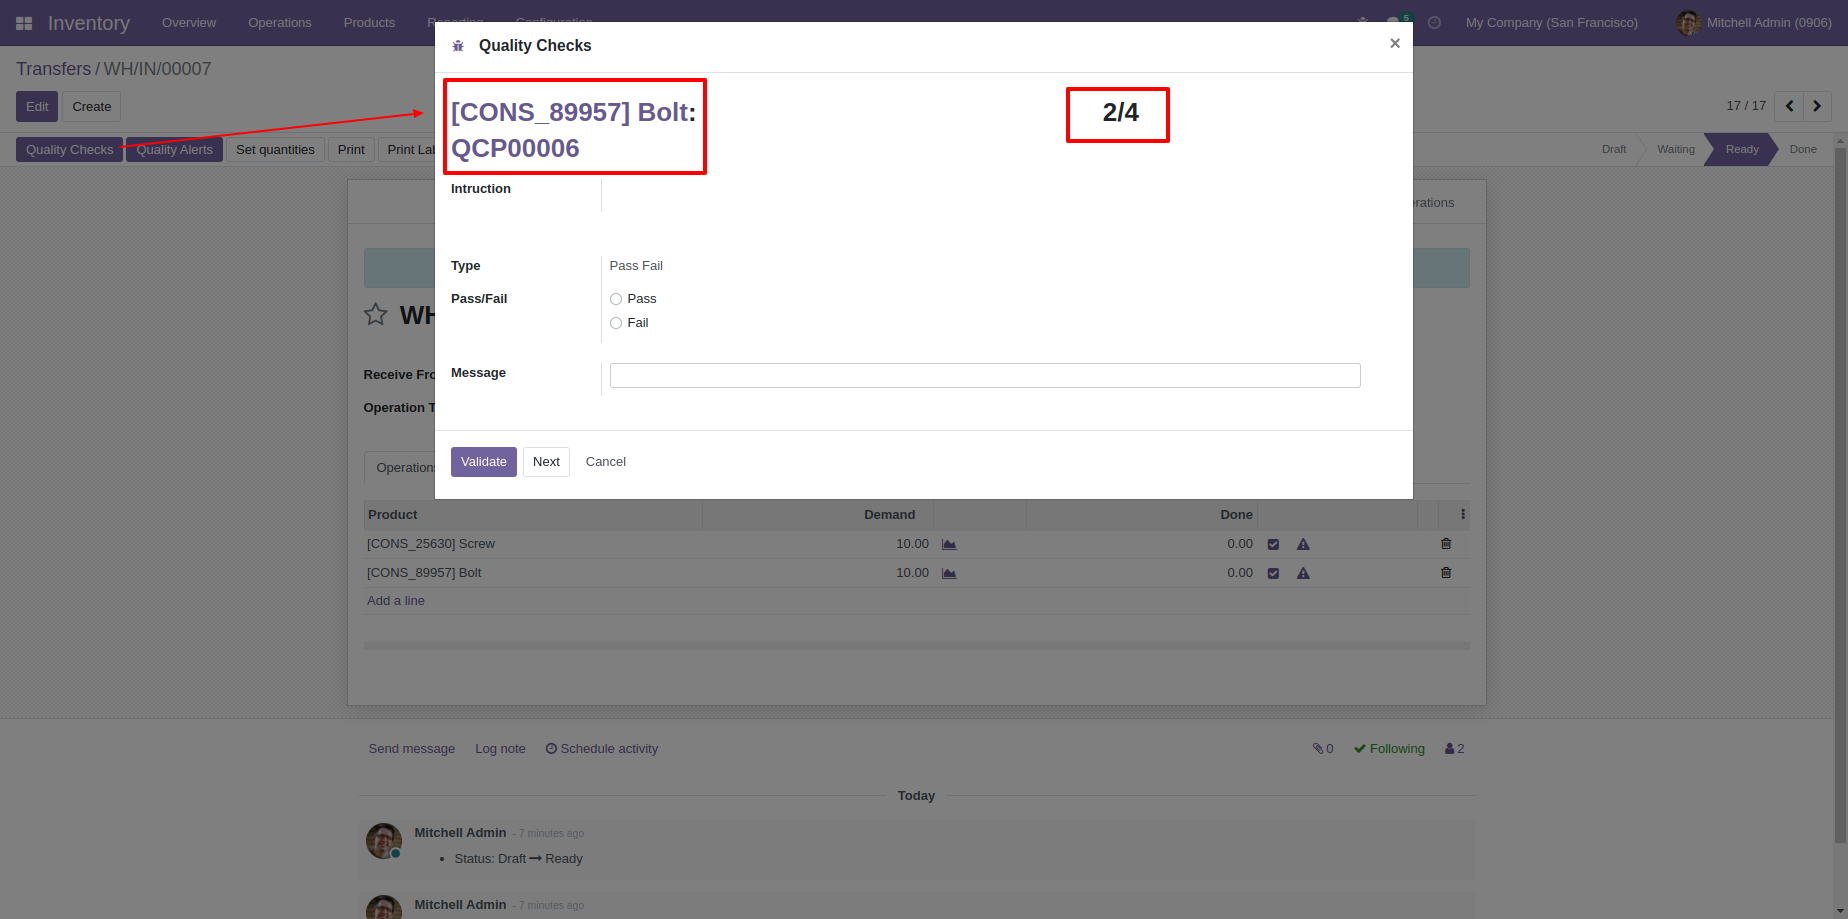 Inventory Overview Operations Products Reporting Configuration 5 My Company (San Francisco) Mitchell Admin (0906)
Quality Checks ×
Transfers / WH/IN/00007
Edit Create
17 / 17
[CONS_89957] Bolt:
QCP00006
2/4
Quality Checks Quality Alerts Set quantities Print Print Lab
Draft Waiting Ready Done
Intruction
erations
Type Pass Fail
Pass/Fail Pass
Fail
WH
Message
Receive Fro
Operation T
Validate Next Cancel
Operations
Product Demand Done
[CONS_25630] Screw 10.00 0.00
[CONS_89957] Bolt 10.00 0.00
Add a line
Send message Log note Schedule activity 0 Following 2
Today
Mitchell Admin - 7 minutes ago
• Status: Draft → Ready
Mitchell Admin - 7 minutes ago